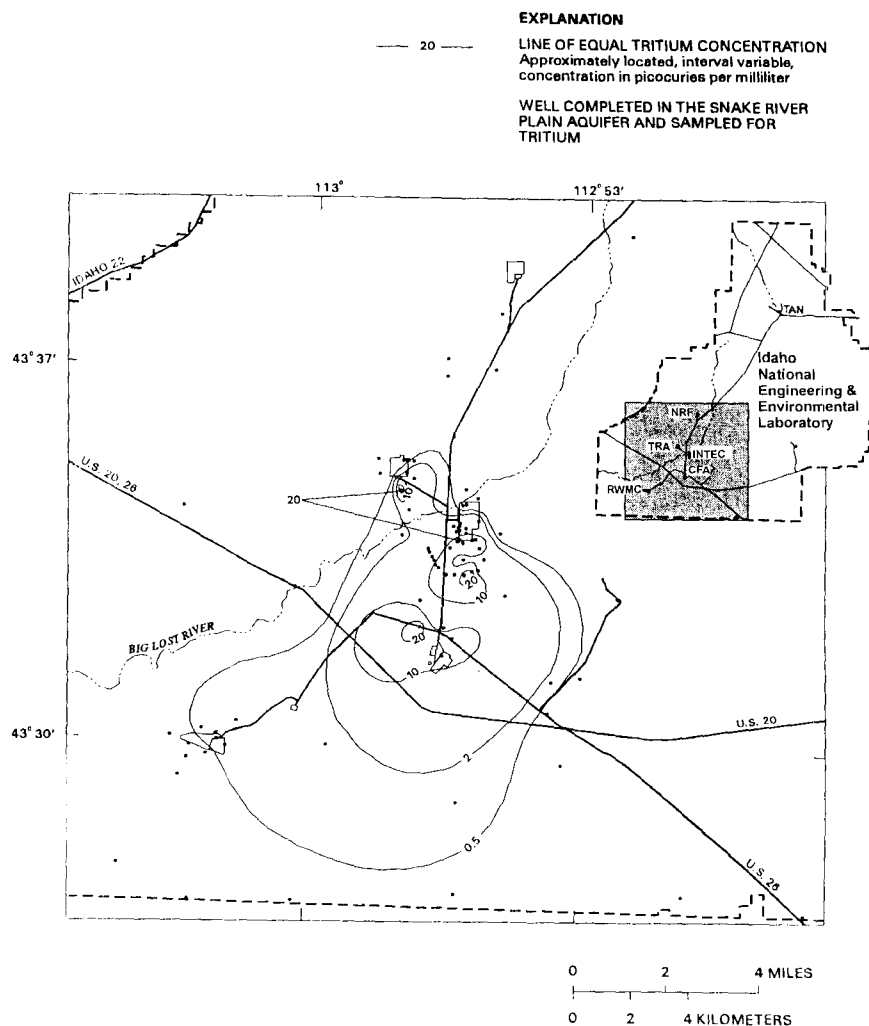 EXPLANATION
20
LINE OF EQUAL TRITIUM CONCENTRATION
Approximately located, interval variable,
concentration in picocuries per milliliter
WELL COMPLETED IN THE SNAKE RIVER
PLAIN AQUIFER AND SAMPLED FOR
TRITIUM
113°
112° 53'
IDAHO 22
TAN
43° 37'
Idaho
National
Engineering &
Environmental
Laboratory
NRF
TRA
INTEC
CFA
RWMC
U.S. 20, 26
20
10
20
10
BIG LOST RIVER
20
10
43° 30'
U.S. 20
2
0.5
U.S. 26
0 2 4 MILES
0 2 4 KILOMETERS